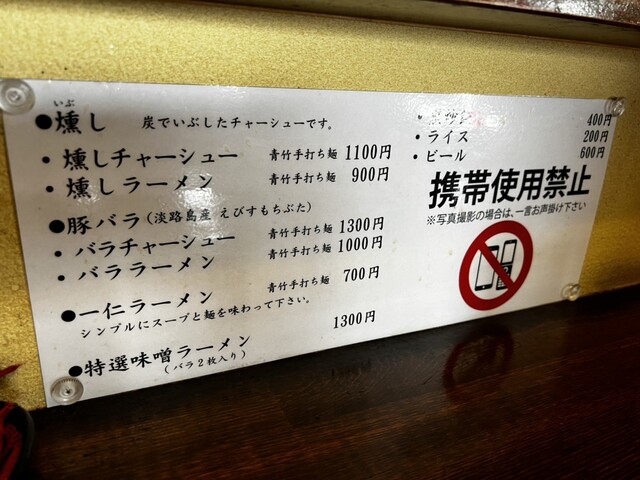 いぶ
●燻し 炭でいぶしたチャーシューです。
・燻しチャーシュー 青竹手打ち麺 1100円
・燻しラーメン 青竹手打ち麺 900円
●豚バラ(淡路島産 えびすもちぶた)
・バラチャーシュー 青竹手打ち麺 1300円
・バララーメン 青竹手打ち麺 1000円
●一仁ラーメン 青竹手打ち麺 700円
シンプルにスープと麺を味わって下さい。
●特選味噌ラーメン 1300円
(バラ2枚入り)
・ 400円
・ライス 200円
・ビール 600円
携帯使用禁止
※写真撮影の場合は、一言お声掛け下さい